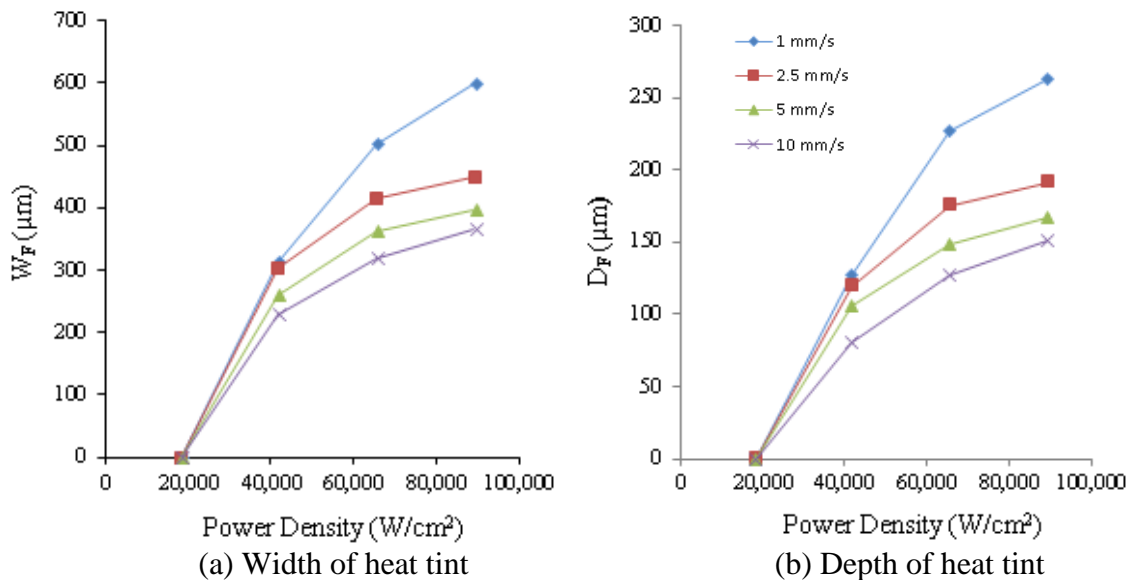 700
600
500
400
300
200
100
0
W_F (µm)
0 20,000 40,000 60,000 80,000 100,000
Power Density (W/cm²)
(a) Width of heat tint
300
250
200
150
100
50
0
D_F (µm)
1 mm/s
2.5 mm/s
5 mm/s
10 mm/s
0 20,000 40,000 60,000 80,000 100,000
Power Density (W/cm²)
(b) Depth of heat tint